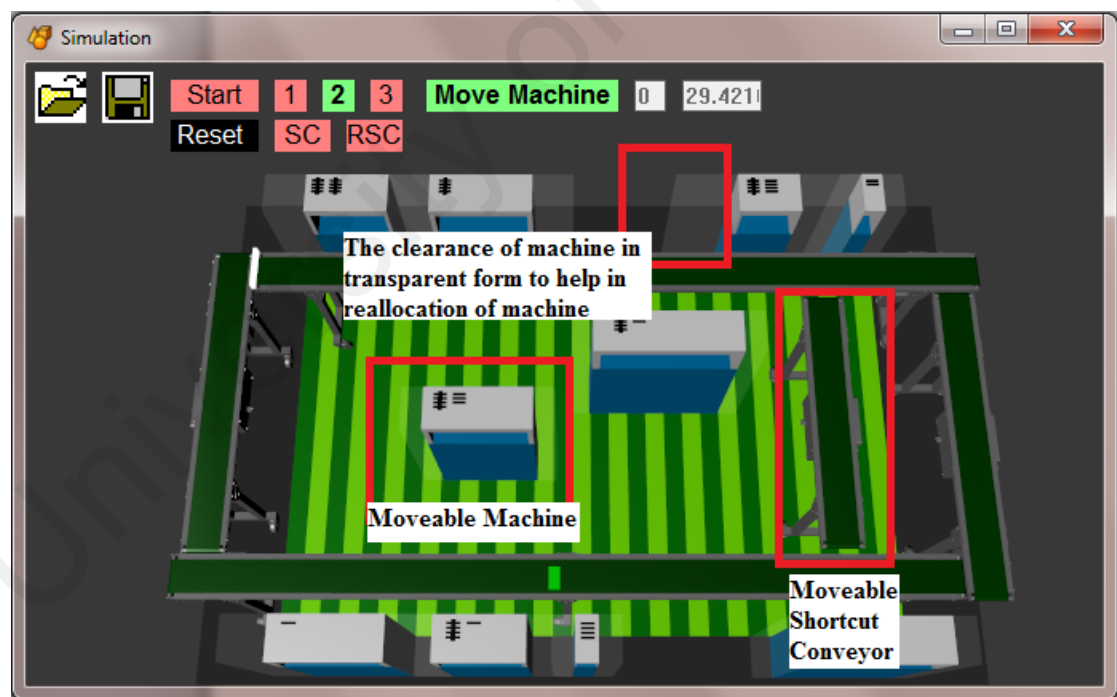 Simulation
Start 1 2 3 Move Machine 0 29.421
Reset SC RSC
The clearance of machine in
transparent form to help in
reallocation of machine
Moveable Machine
Moveable
Shortcut
Conveyor